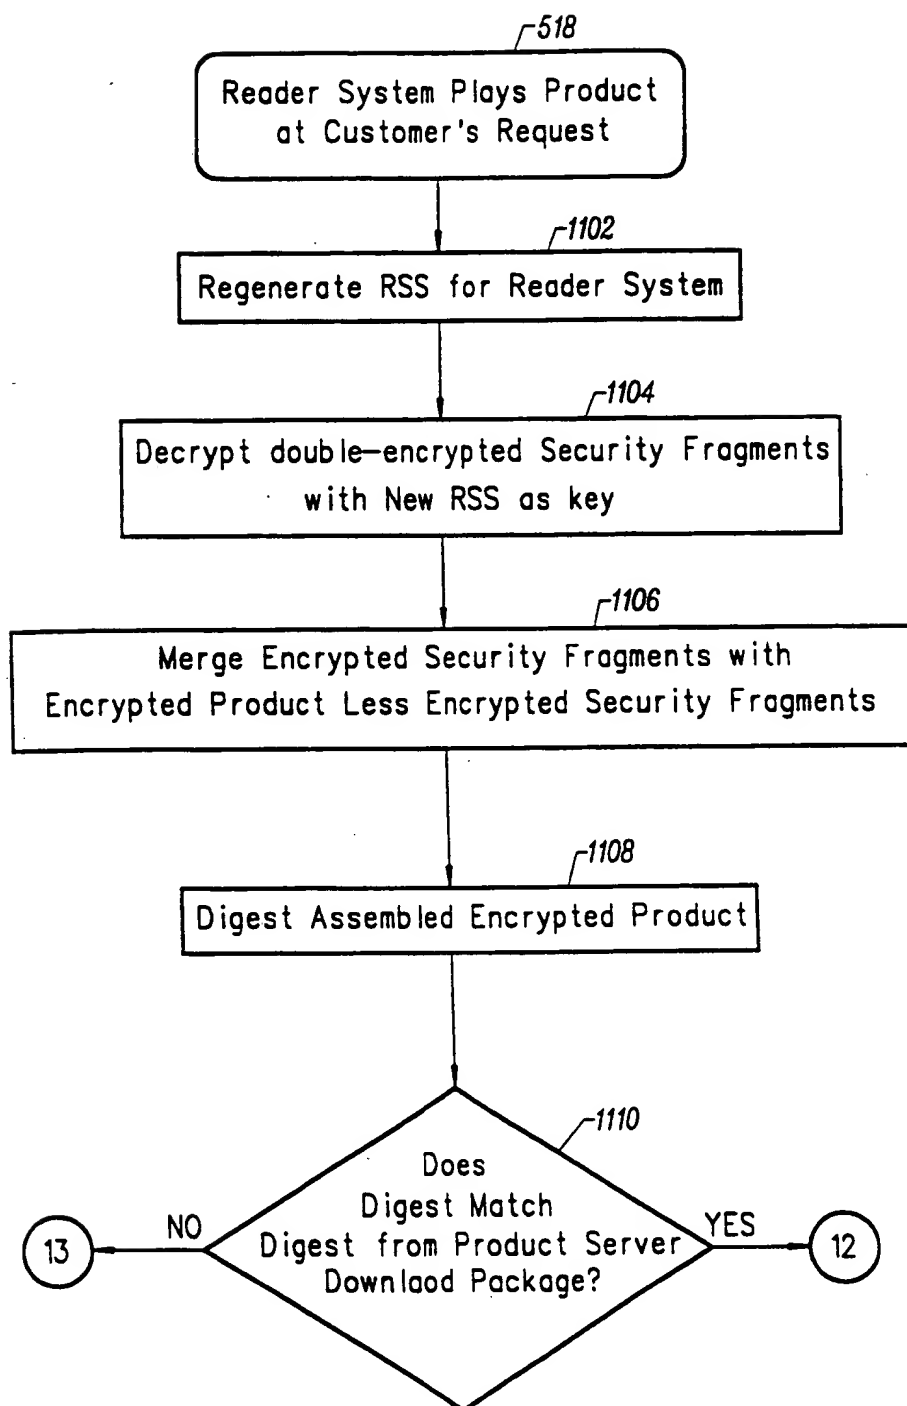 518
Reader System Plays Product
at Customer's Request
1102
Regenerate RSS for Reader System
1104
Decrypt double-encrypted Security Fragments
with New RSS as key
1106
Merge Encrypted Security Fragments with
Encrypted Product Less Encrypted Security Fragments
1108
Digest Assembled Encrypted Product
1110
Does
Digest Match
Digest from Product Server
Downlaod Package?
NO
YES
13
12